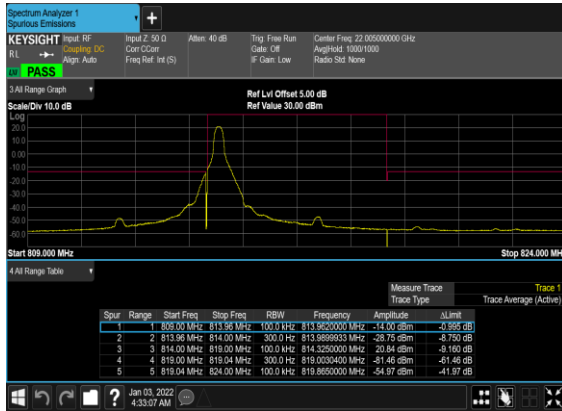 Spectrum Analyzer 1
Spurious Emissions
+
KEYSIGHT Input: RF Input Z: 50 Ω Atten: 40 dB Trig: Free Run Center Freq: 22.005000000 GHz
RL Coupling: DC Corr CCorr Gate: Off Avg|Hold: 1000/1000
Align: Auto Freq Ref: Int (S) IF Gain: Low Radio Std: None
PASS
3 All Range Graph
Ref Lvl Offset 5.00 dB
Scale/Div 10.0 dB Ref Value 30.00 dBm
Log
20.0
10.0
0.00
-10.0
-20.0
-30.0
-40.0
-50.0
-60.0
Start 809.000 MHz Stop 824.000 MH
4 All Range Table
Measure Trace Trace 1
Trace Type Trace Average (Active)
Spur Range Start Freq Stop Freq RBW Frequency Amplitude ΔLimit
1 1 809.00 MHz 813.96 MHz 100.0 kHz 813.9620000 MHz -14.00 dBm -0.995 dB
2 2 813.96 MHz 814.00 MHz 300.0 Hz 813.9899933 MHz -28.75 dBm -8.750 dB
3 3 814.00 MHz 819.00 MHz 100.0 kHz 814.3250000 MHz 20.84 dBm -9.160 dB
4 4 819.00 MHz 819.04 MHz 300.0 Hz 819.0030400 MHz -81.46 dBm -61.46 dB
5 5 819.04 MHz 824.00 MHz 100.0 kHz 819.8650000 MHz -54.97 dBm -41.97 dB
?
Jan 03, 2022
4:33:07 AM